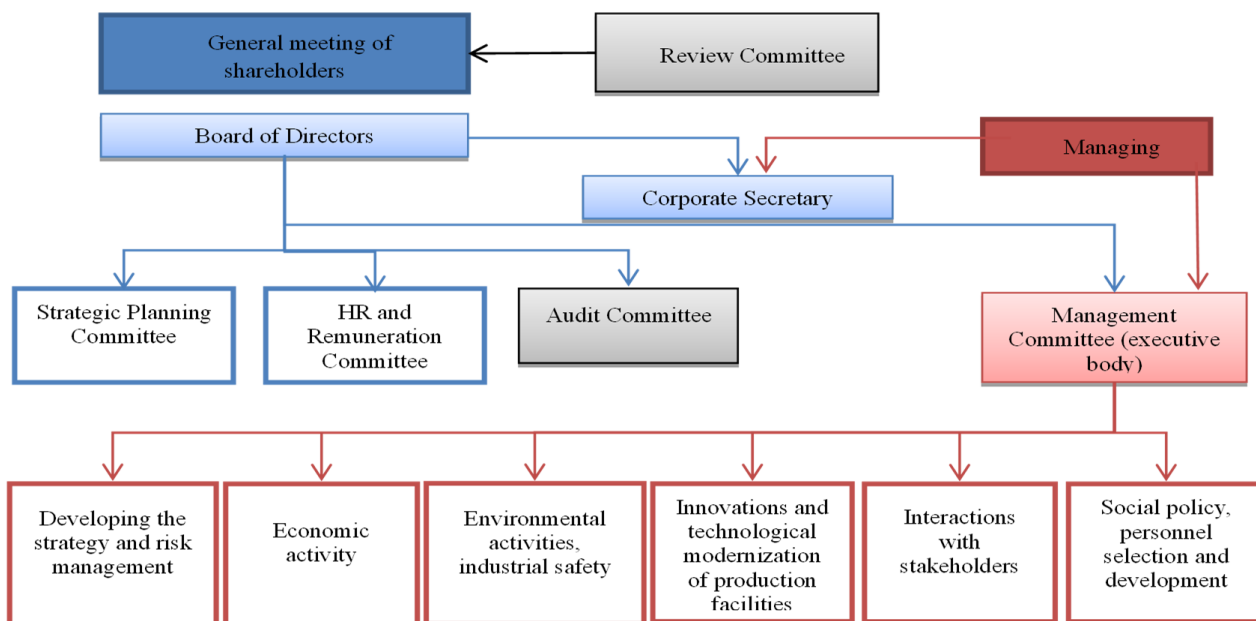 General meeting of
shareholders
Review Committee
Board of Directors
Managing
Corporate Secretary
Strategic Planning
Committee
HR and
Remuneration
Committee
Audit Committee
Management
Committee (executive
body)
Developing the
strategy and risk
management
Economic
activity
Environmental
activities,
industrial safety
Innovations and
technological
modernization
of production
facilities
Interactions
with
stakeholders
Social policy,
personnel
selection and
development